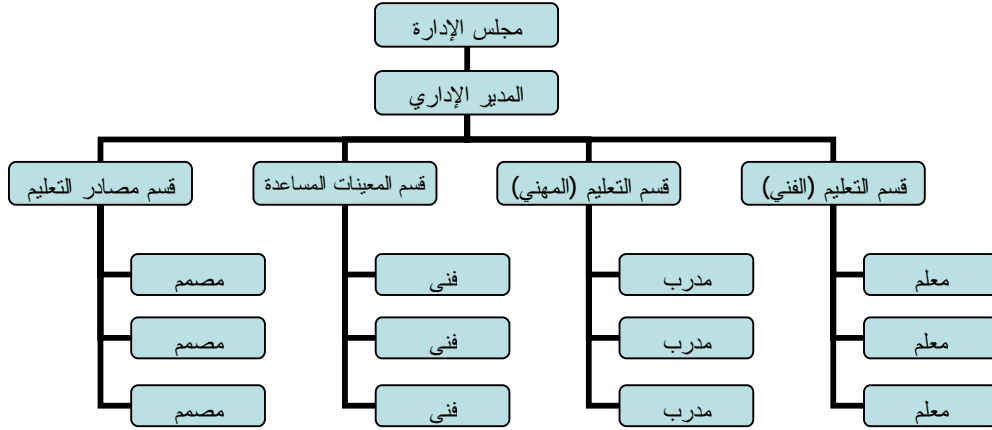 مجلس الإدارة
المدير الإداري
قسم التعليم (الفني)
قسم التعليم (المهني)
قسم المعينات المساعدة
قسم مصادر التعليم
معلم
مدرب
فنى
مصمم
معلم
مدرب
فنى
مصمم
معلم
مدرب
فنى
مصمم